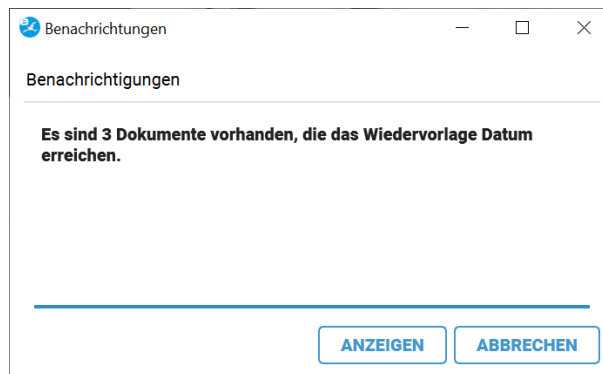 Benachrichtungen
Benachrichtigungen
Es sind 3 Dokumente vorhanden, die das Wiedervorlage Datum
erreichen.
ANZEIGEN
ABBRECHEN